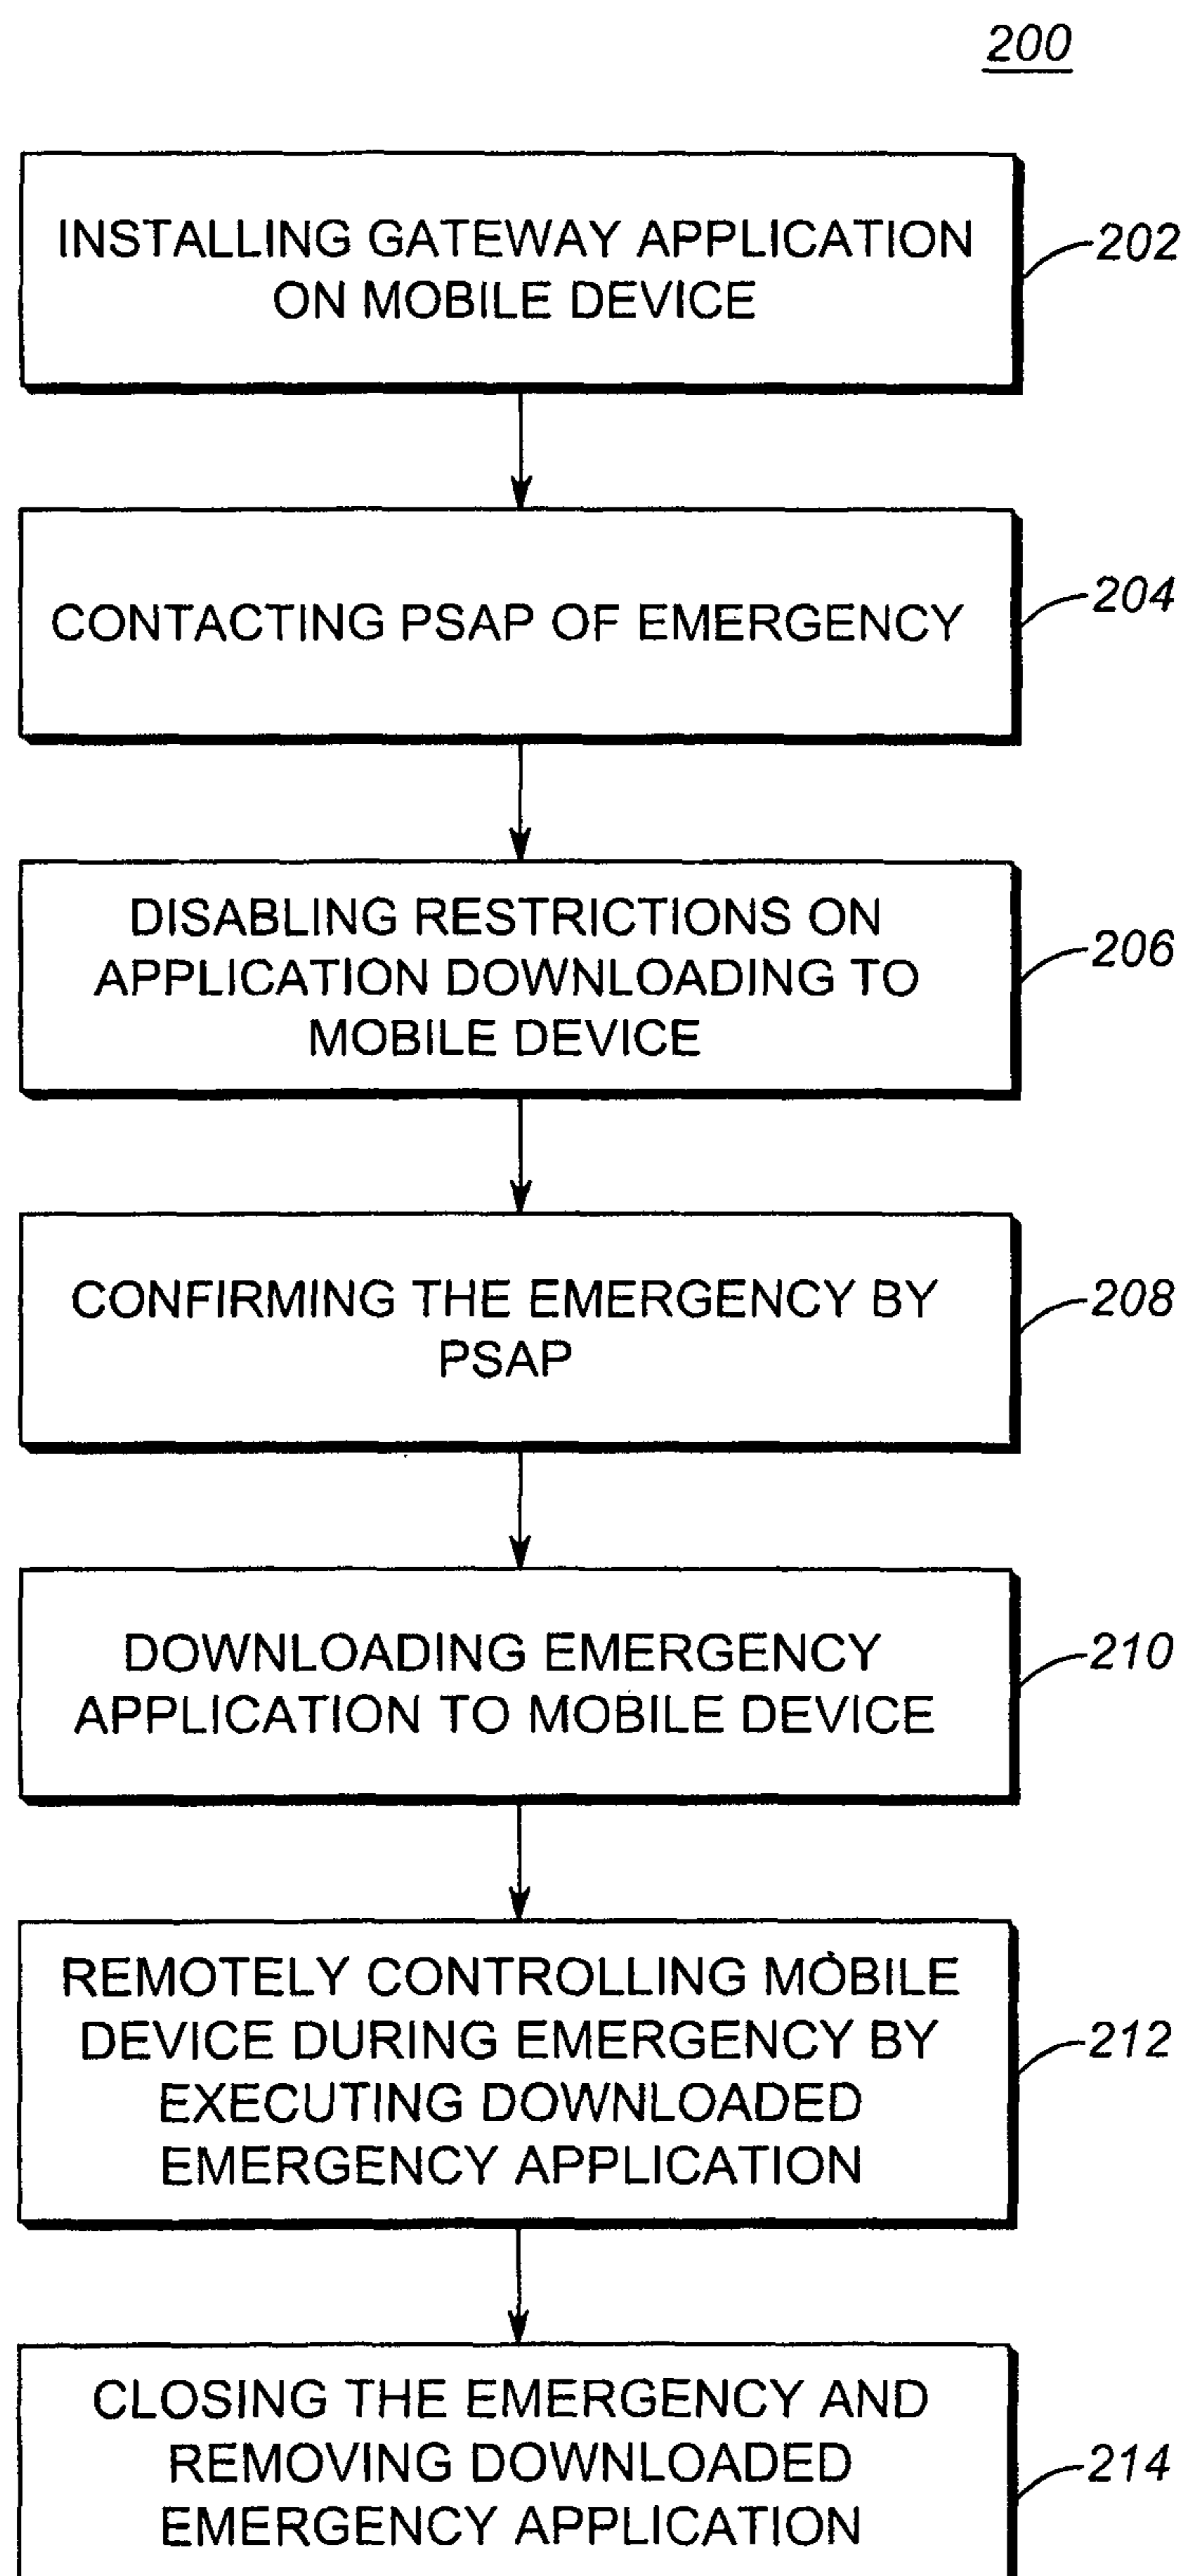 200
INSTALLING GATEWAY APPLICATION
ON MOBILE DEVICE
202
CONTACTING PSAP OF EMERGENCY
204
DISABLING RESTRICTIONS ON
APPLICATION DOWNLOADING TO
MOBILE DEVICE
206
CONFIRMING THE EMERGENCY BY
PSAP
208
DOWNLOADING EMERGENCY
APPLICATION TO MOBILE DEVICE
210
REMOTELY CONTROLLING MOBILE
DEVICE DURING EMERGENCY BY
EXECUTING DOWNLOADED
EMERGENCY APPLICATION
212
CLOSING THE EMERGENCY AND
REMOVING DOWNLOADED
EMERGENCY APPLICATION
214